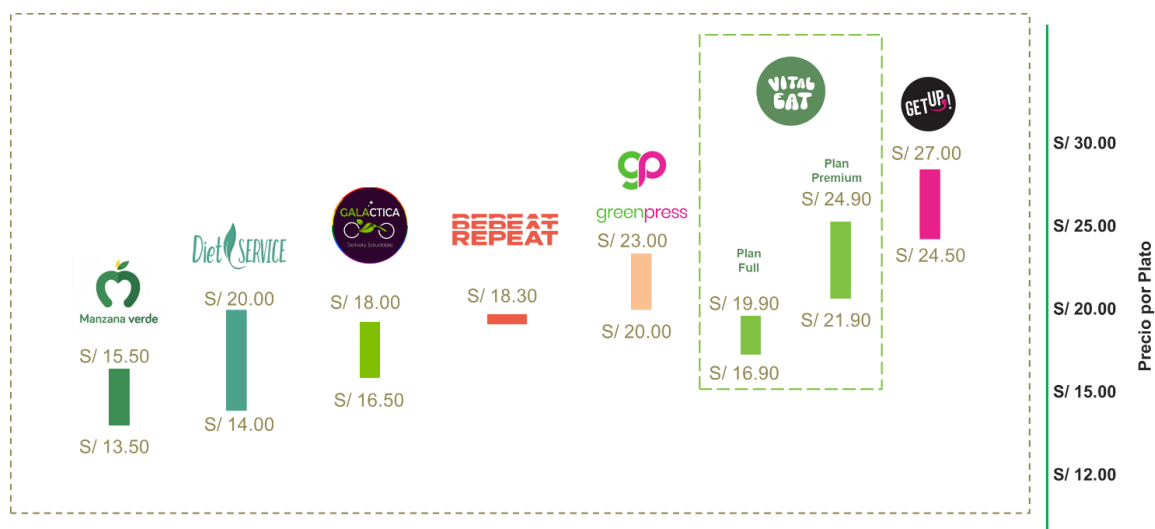 Manzana verde
S/ 15.50
S/ 13.50
Diet SERVICE
S/ 20.00
S/ 14.00
GALACTICA
Delivery Saludable
S/ 18.00
S/ 16.50
REPEAT
S/ 18.30
gp
greenpress
S/ 23.00
S/ 20.00
VITAL
EAT
Plan
Full
S/ 19.90
S/ 16.90
Plan
Premium
S/ 24.90
S/ 21.90
GET UP!
S/ 27.00
S/ 24.50
S/ 30.00
S/ 25.00
S/ 20.00
S/ 15.00
S/ 12.00
Precio por Plato